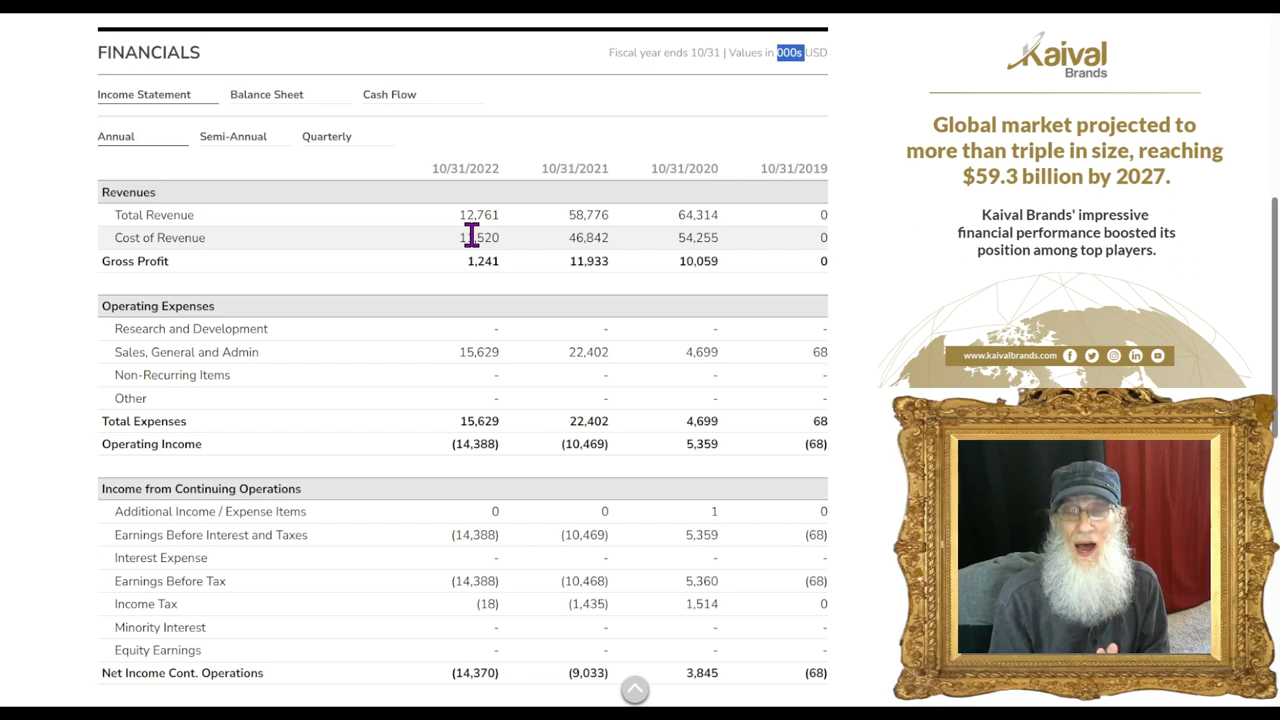 FINANCIALS
Fiscal year ends 10/31 | Values in 000s USD
Income Statement Balance Sheet Cash Flow
Annual Semi-Annual Quarterly
10/31/2022 10/31/2021 10/31/2020 10/31/2019
Revenues
Total Revenue 12,761 58,776 64,314 0
Cost of Revenue 11,520 46,842 54,255 0
Gross Profit 1,241 11,933 10,059 0
Operating Expenses
Research and Development - - - -
Sales, General and Admin 15,629 22,402 4,699 68
Non-Recurring Items - - - -
Other - - - -
Total Expenses 15,629 22,402 4,699 68
Operating Income (14,388) (10,469) 5,359 (68)
Income from Continuing Operations
Additional Income / Expense Items 0 0 1 0
Earnings Before Interest and Taxes (14,388) (10,469) 5,359 (68)
Interest Expense - - - -
Earnings Before Tax (14,388) (10,468) 5,360 (68)
Income Tax (18) (1,435) 1,514 0
Minority Interest - - - -
Equity Earnings - - - -
Net Income Cont. Operations (14,370) (9,033) 3,845 (68)
Kaival
Brands
Global market projected to
more than triple in size, reaching
$59.3 billion by 2027.
Kaival Brands' impressive
financial performance boosted its
position among top players.
www.kaivalbrands.com